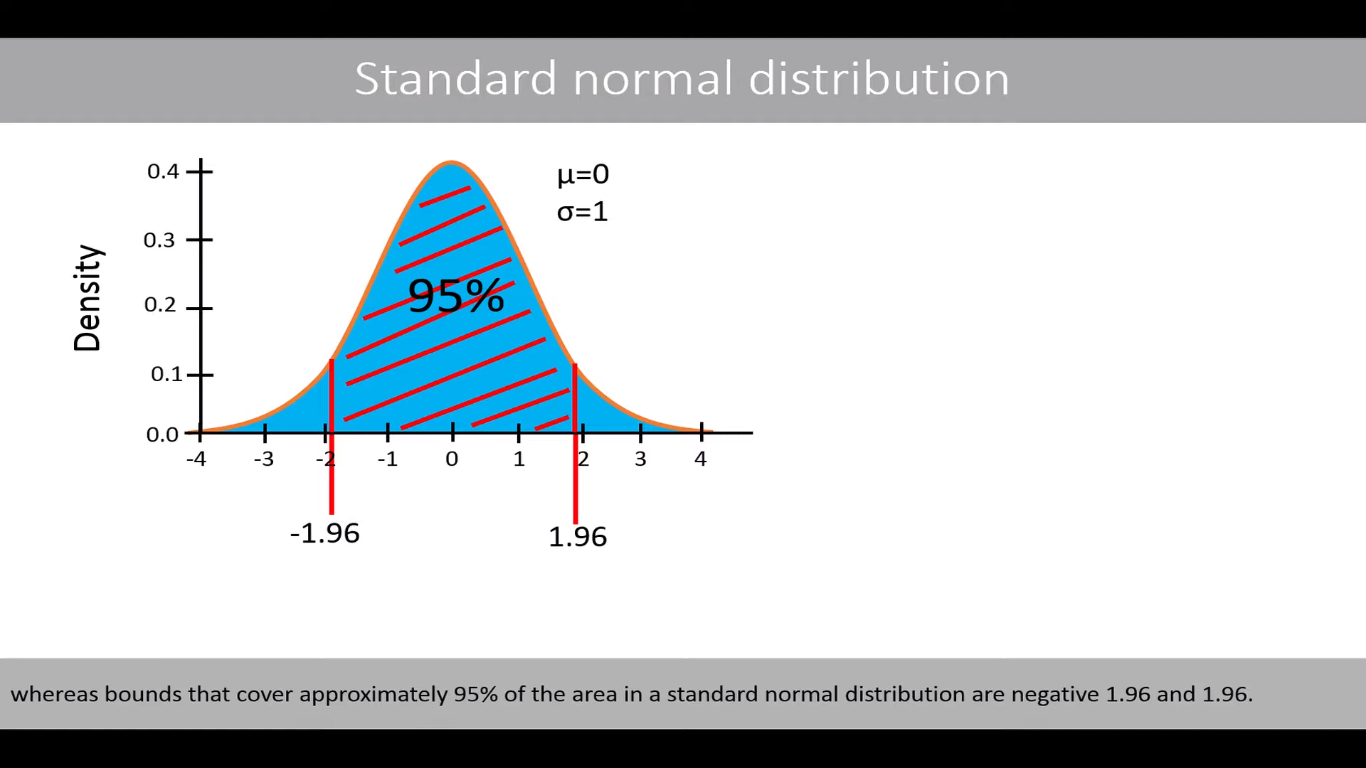 Standard normal distribution
0.4
μ=0
σ=1
0.3
Density
95%
0.2
0.1
0.0
-4 -3 -2 -1 0 1 2 3 4
-1.96 1.96
whereas bounds that cover approximately 95% of the area in a standard normal distribution are negative 1.96 and 1.96.